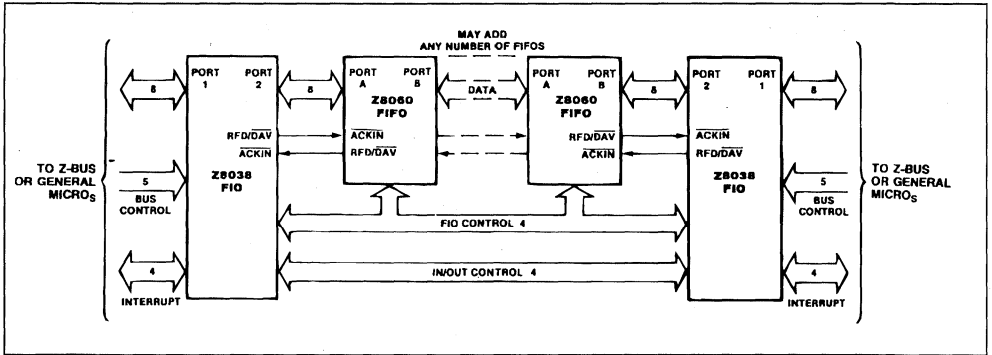 MAY ADD
ANY NUMBER OF FIFOS
TO Z-BUS
OR GENERAL
MICROS
8
5
BUS
CONTROL
4
INTERRUPT
PORT
1
PORT
2
RFD/DAV
ACKIN
Z8038
FIO
8
PORT
A
PORT
B
Z8060
FIFO
ACKIN
RFD/DAV
DATA
PORT
A
PORT
B
Z8060
FIFO
RFD/DAV
ACKIN
8
PORT
2
PORT
1
ACKIN
RFD/DAV
Z8038
FIO
FIO CONTROL 4
IN/OUT CONTROL 4
8
5
BUS
CONTROL
4
INTERRUPT
TO Z-BUS
OR GENERAL
MICROS